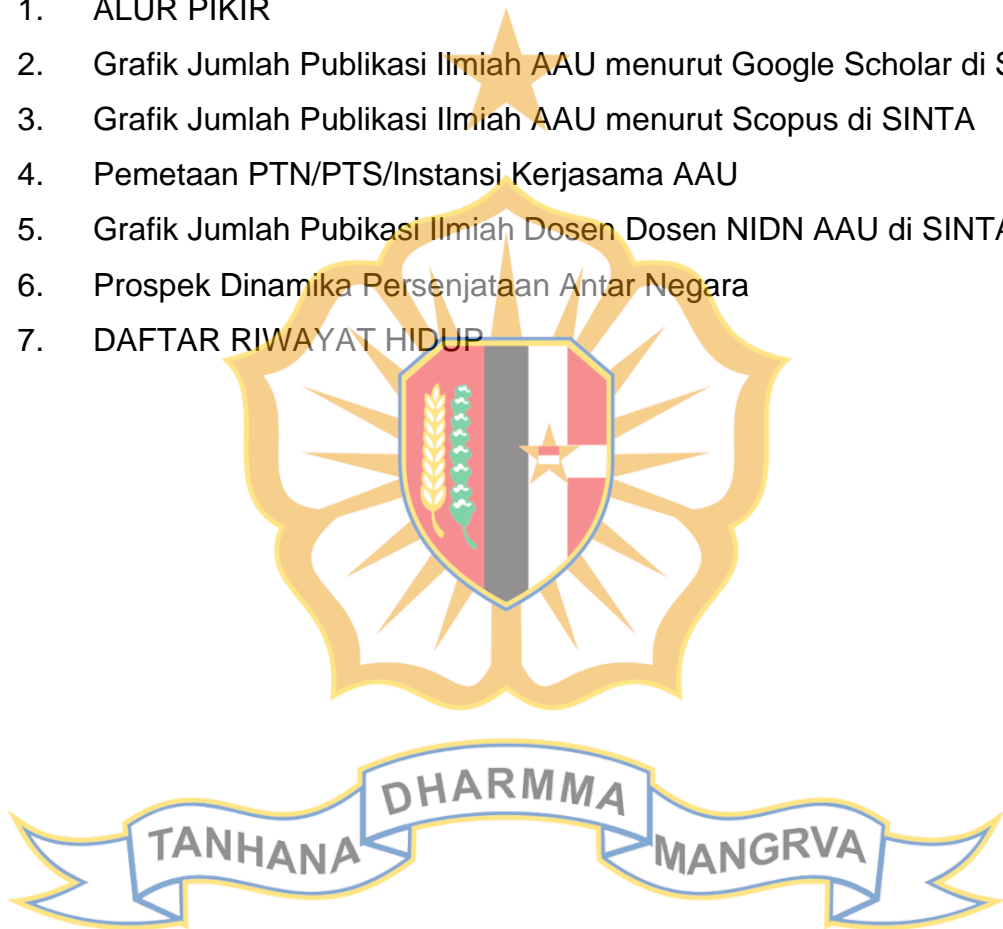 1. ALUR PIKIR
2. Grafik Jumlah Publikasi Ilmiah AAU menurut Google Scholar di
3. Grafik Jumlah Publikasi Ilmiah AAU menurut Scopus di SINTA
4. Pemetaan PTN/PTS/Instansi Kerjasama AAU
5. Grafik Jumlah Pubikasi Ilmiah Dosen Dosen NIDN AAU di SINTA
6. Prospek Dinamika Persenjataan Antar Negara
7. DAFTAR RIWAYAT HIDUP
TANHANA DHARMMA MANGRVA